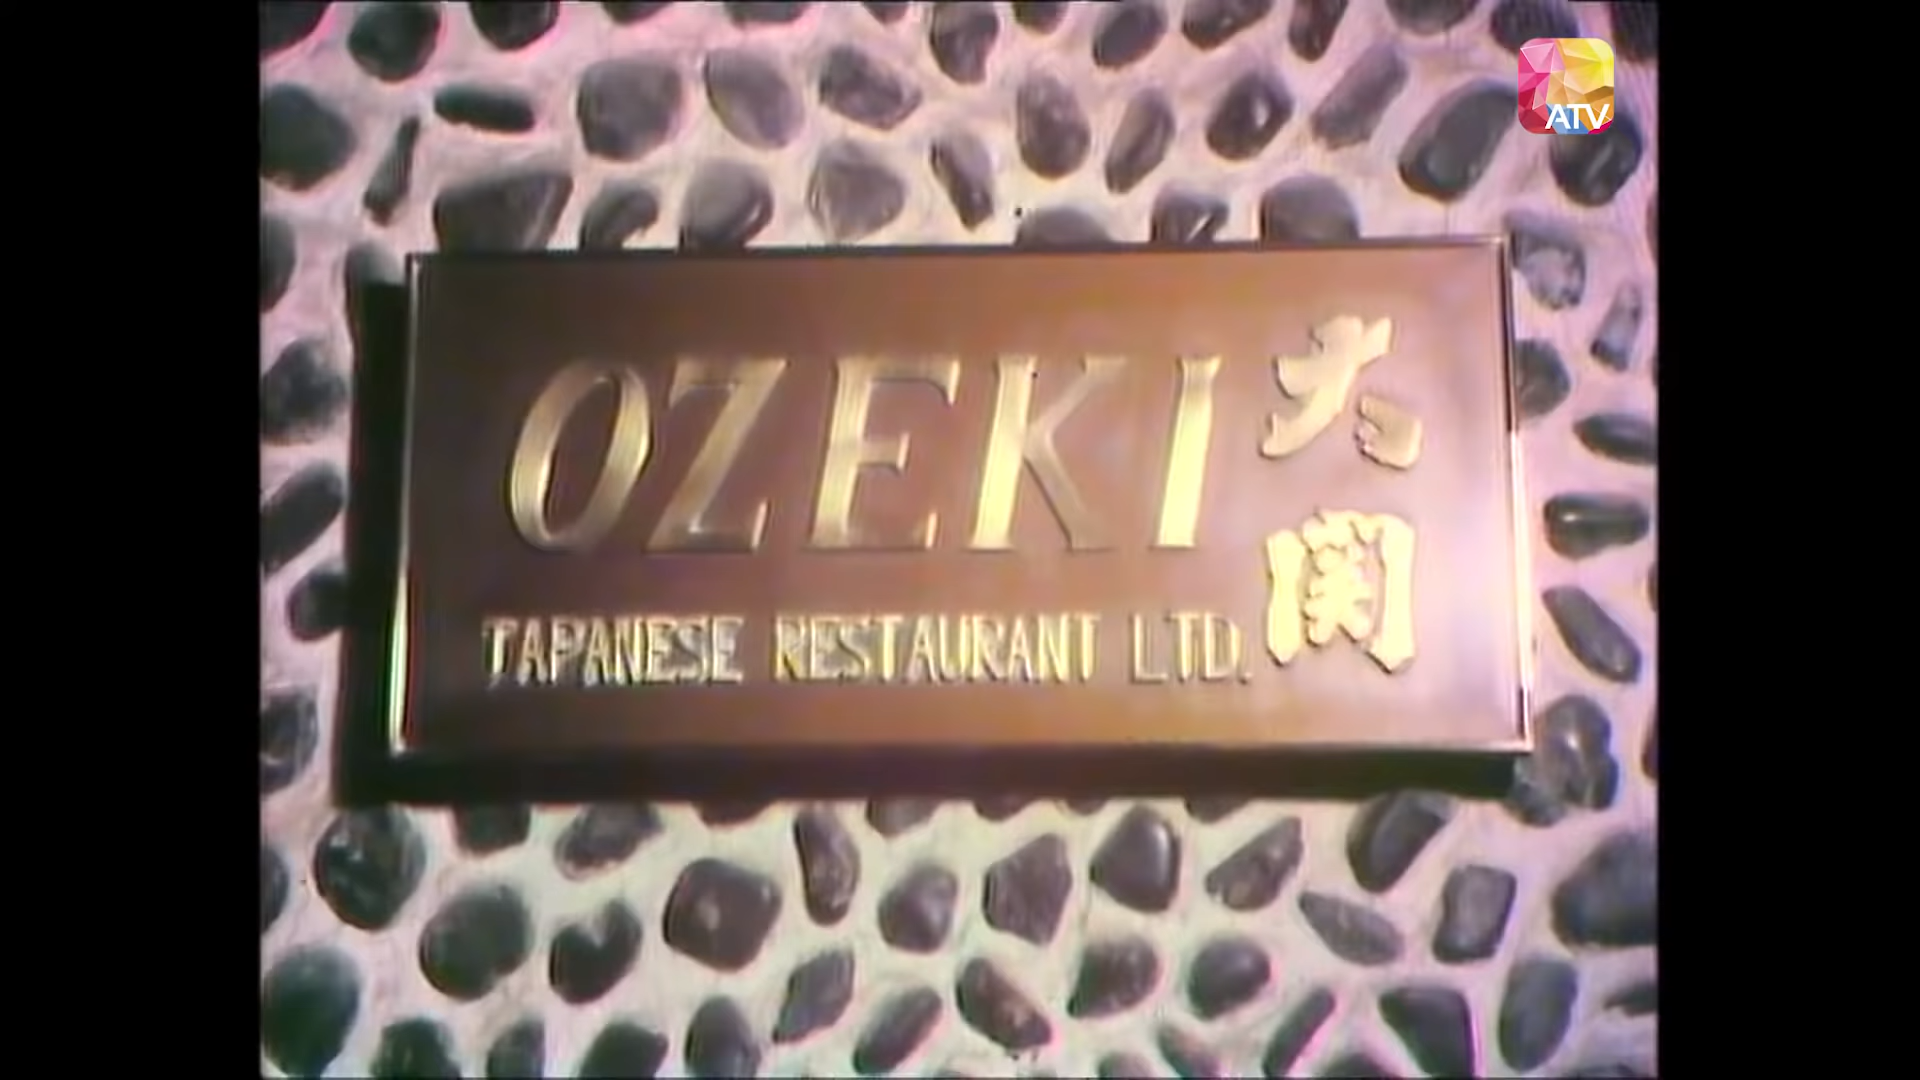 ATV
OZEKI
大関
JAPANESE RESTAURANT LTD.